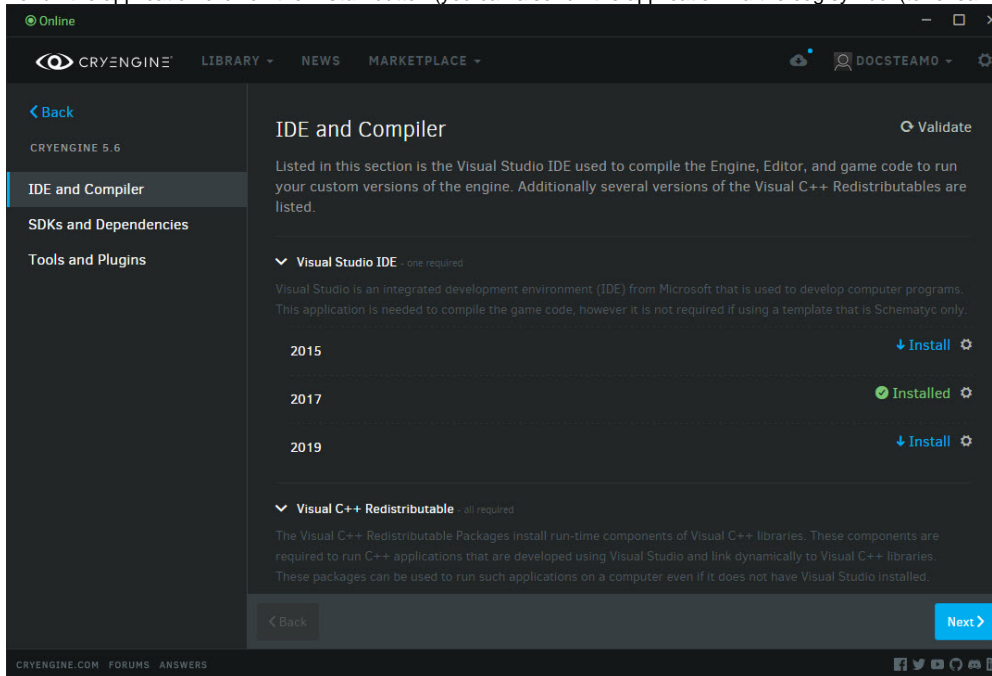 Online
CRYENGINE
LIBRARY
NEWS
MARKETPLACE
DOCSTEAM0
Back
CRYENGINE 5.6
IDE and Compiler
SDKs and Dependencies
Tools and Plugins
IDE and Compiler
Validate
Listed in this section is the Visual Studio IDE used to compile the Engine, Editor, and game code to run
your custom versions of the engine. Additionally several versions of the Visual C++ Redistributables are
listed.
Visual Studio IDE - one required
Visual Studio is an integrated development environment (IDE) from Microsoft that is used to develop computer programs.
This application is needed to compile the game code, however it is not required if using a template that is Schematyc only.
2015 Install
2017 Installed
2019 Install
Visual C++ Redistributable - all required
The Visual C++ Redistributable Packages install run-time components of Visual C++ libraries. These components are
required to run C++ applications that are developed using Visual Studio and link dynamically to Visual C++ libraries.
These packages can be used to run such applications on a computer even if it does not have Visual Studio installed.
Back
Next
CRYENGINE.COM FORUMS ANSWERS